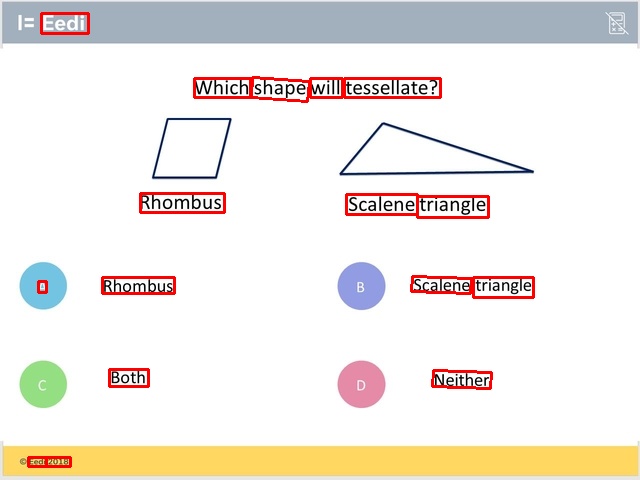 Eedi
Which shape will tessellate?
Rhombus
Scalene triangle
A Rhombus
B Scalene triangle
C Both
D Neither
© Eedi 2018